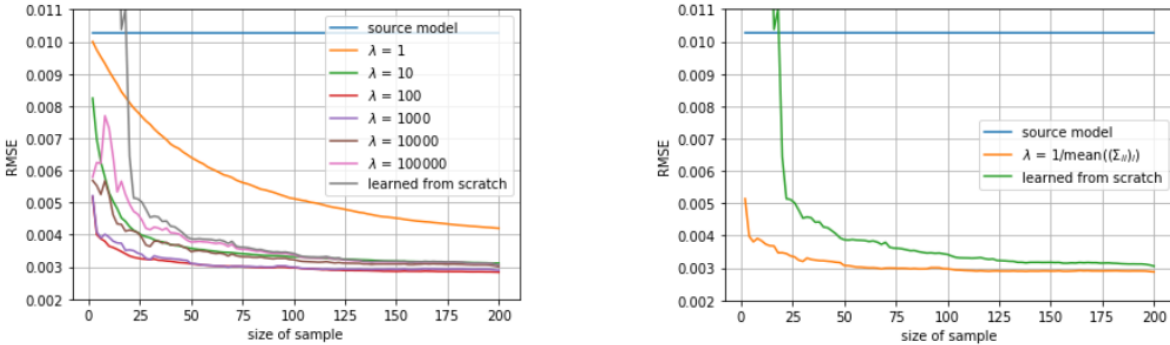 0.011
0.010
0.009
0.008
0.007
0.006
0.005
0.004
0.003
0.002
RMSE
0 25 50 75 100 125 150 175 200
size of sample
source model
λ = 1
λ = 10
λ = 100
λ = 1000
λ = 10000
λ = 100000
learned from scratch
0.011
0.010
0.009
0.008
0.007
0.006
0.005
0.004
0.003
0.002
RMSE
0 25 50 75 100 125 150 175 200
size of sample
source model
λ = 1/mean((Σᵢᵢ)ᵢ)
learned from scratch